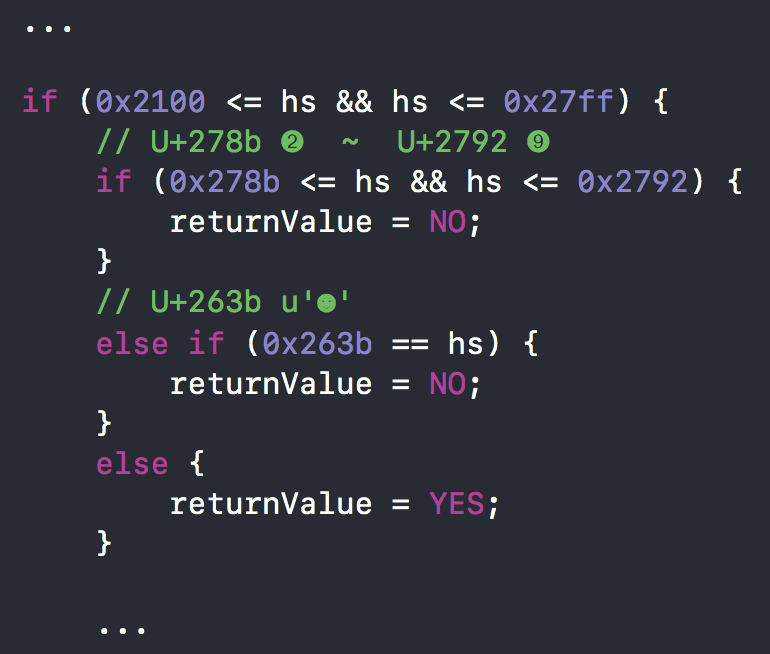 ...
if (0x2100 <= hs && hs <= 0x27ff) {
// U+278b ➋ ~ U+2792 ➒
if (0x278b <= hs && hs <= 0x2792) {
returnValue = NO;
}
// U+263b u'☻'
else if (0x263b == hs) {
returnValue = NO;
}
else {
returnValue = YES;
}
...